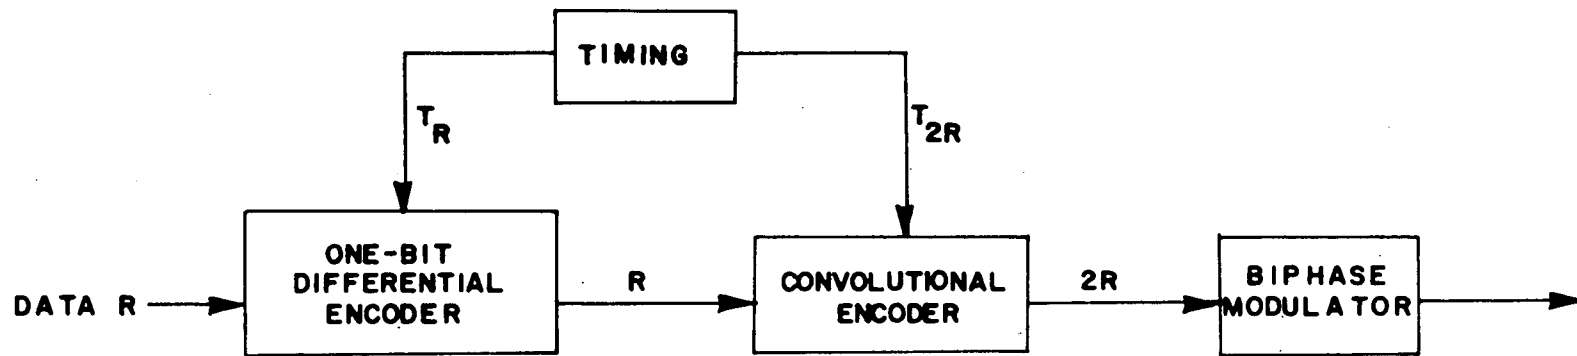 TIMING
T_R
T_2R
ONE-BIT
DIFFERENTIAL
ENCODER
DATA R
R
CONVOLUTIONAL
ENCODER
2R
BIPHASE
MODULATOR